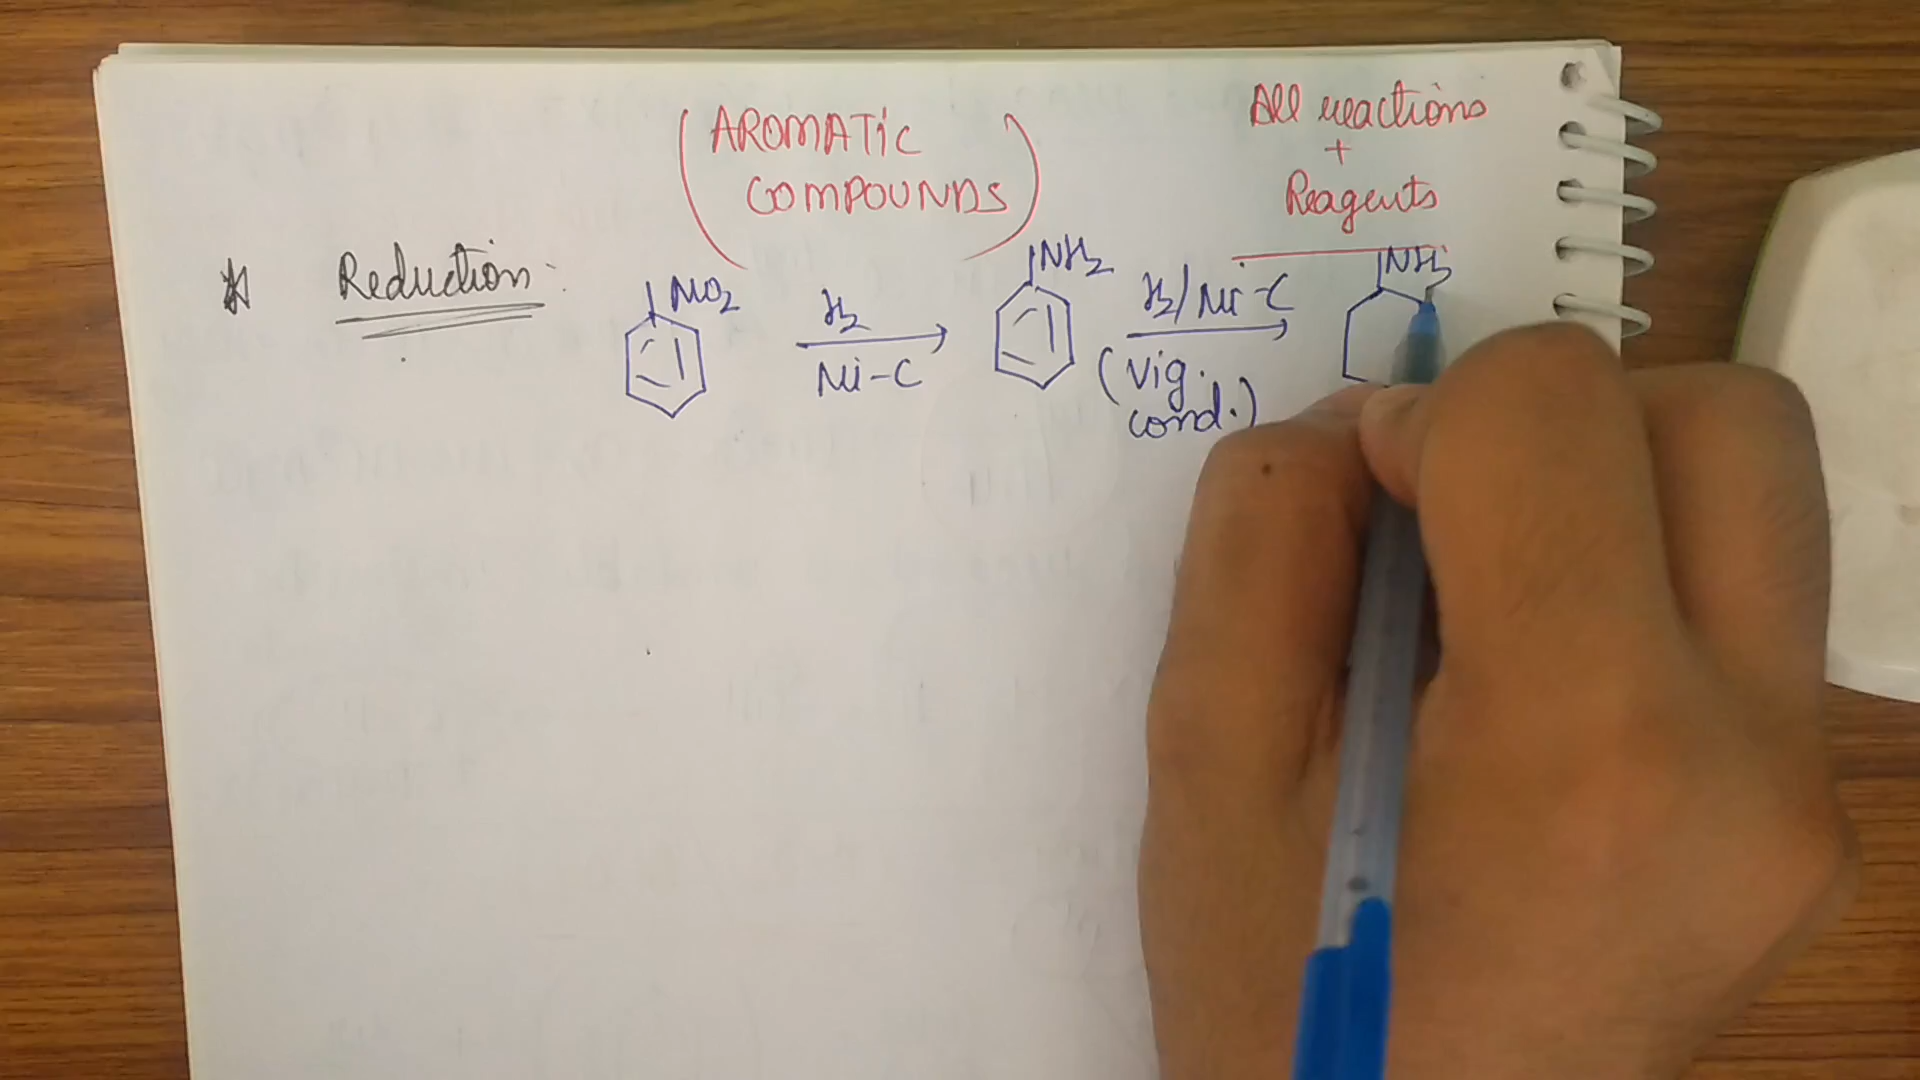 (AROMATIC
COMPOUNDS)
All reactions
+
Reagents
* Reduction:
NO2
H2
Ni-C
NH2
H2/Ni-C
(Vig.
cond.)
NH2